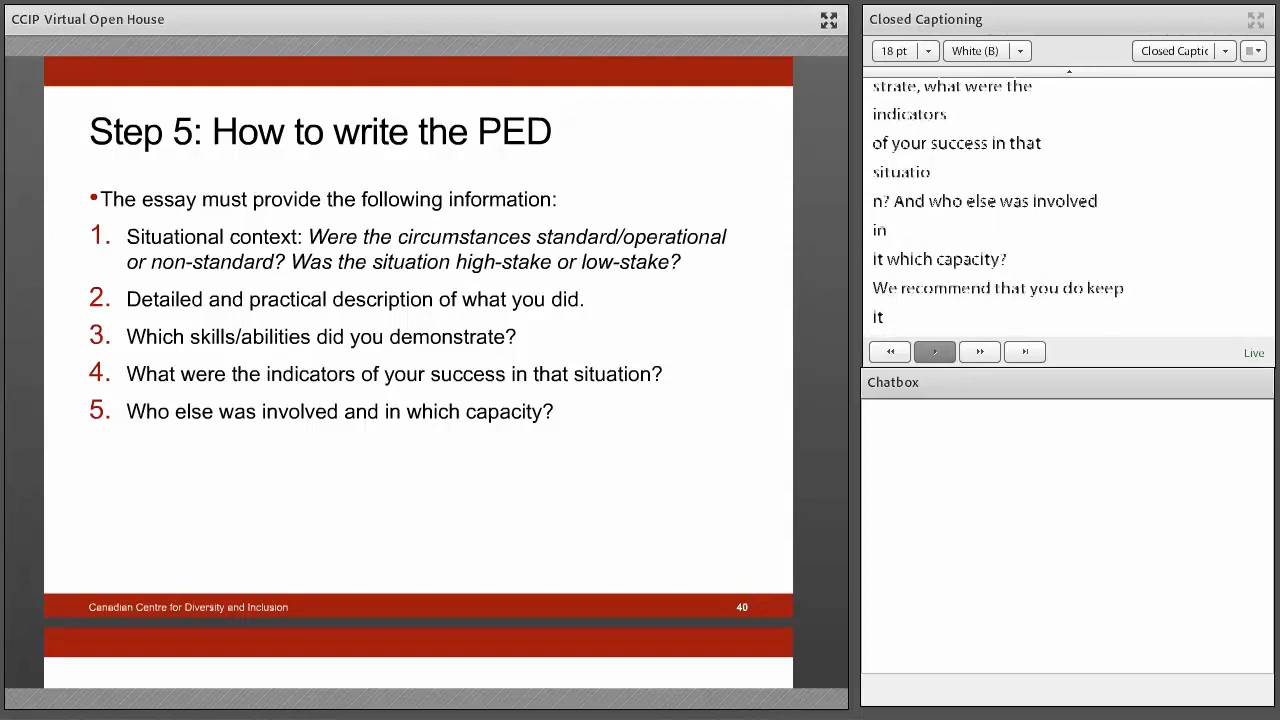 CCIP Virtual Open House
Step 5: How to write the PED
•The essay must provide the following information:
1. Situational context: Were the circumstances standard/operational
or non-standard? Was the situation high-stake or low-stake?
2. Detailed and practical description of what you did.
3. Which skills/abilities did you demonstrate?
4. What were the indicators of your success in that situation?
5. Who else was involved and in which capacity?
Canadian Centre for Diversity and Inclusion 40
Closed Captioning
18 pt White (B) Closed Captic
strate, what were the
indicators
of your success in that
situatio
n? And who else was involved
in
it which capacity?
We recommend that you do keep
it
Live
Chatbox